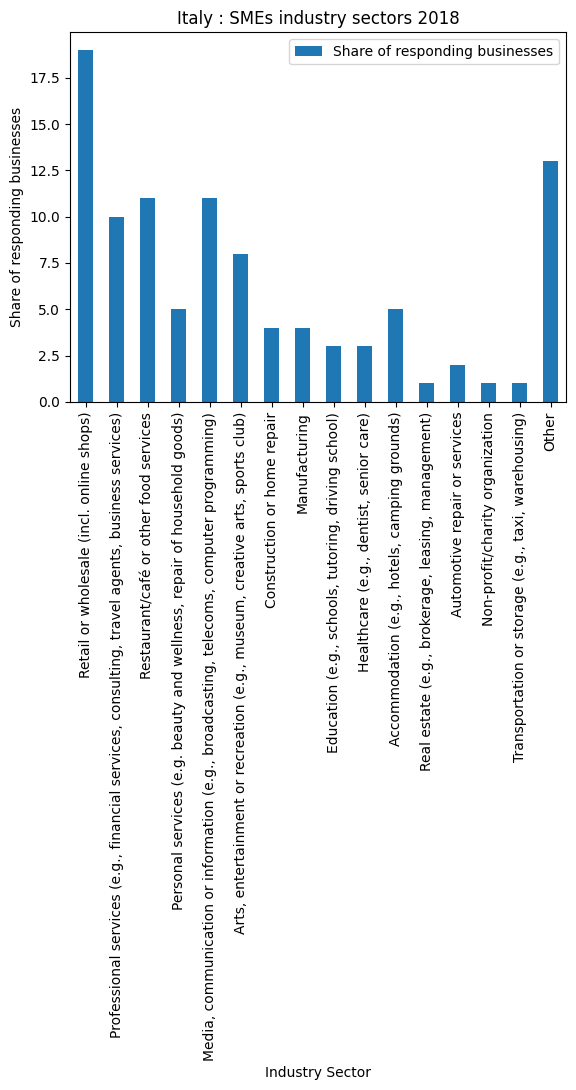 Italy : SMEs industry sectors 2018
Share of responding businesses
Share of responding businesses
17.5
15.0
12.5
10.0
7.5
5.0
2.5
0.0
Retail or wholesale (incl. online shops)
Professional services (e.g., financial services, consulting, travel agents, business services)
Restaurant/café or other food services
Personal services (e.g. beauty and wellness, repair of household goods)
Media, communication or information (e.g., broadcasting, telecoms, computer programming)
Arts, entertainment or recreation (e.g., museum, creative arts, sports club)
Construction or home repair
Manufacturing
Education (e.g., schools, tutoring, driving school)
Healthcare (e.g., dentist, senior care)
Accommodation (e.g., hotels, camping grounds)
Real estate (e.g., brokerage, leasing, management)
Automotive repair or services
Non-profit/charity organization
Transportation or storage (e.g., taxi, warehousing)
Other
Industry Sector